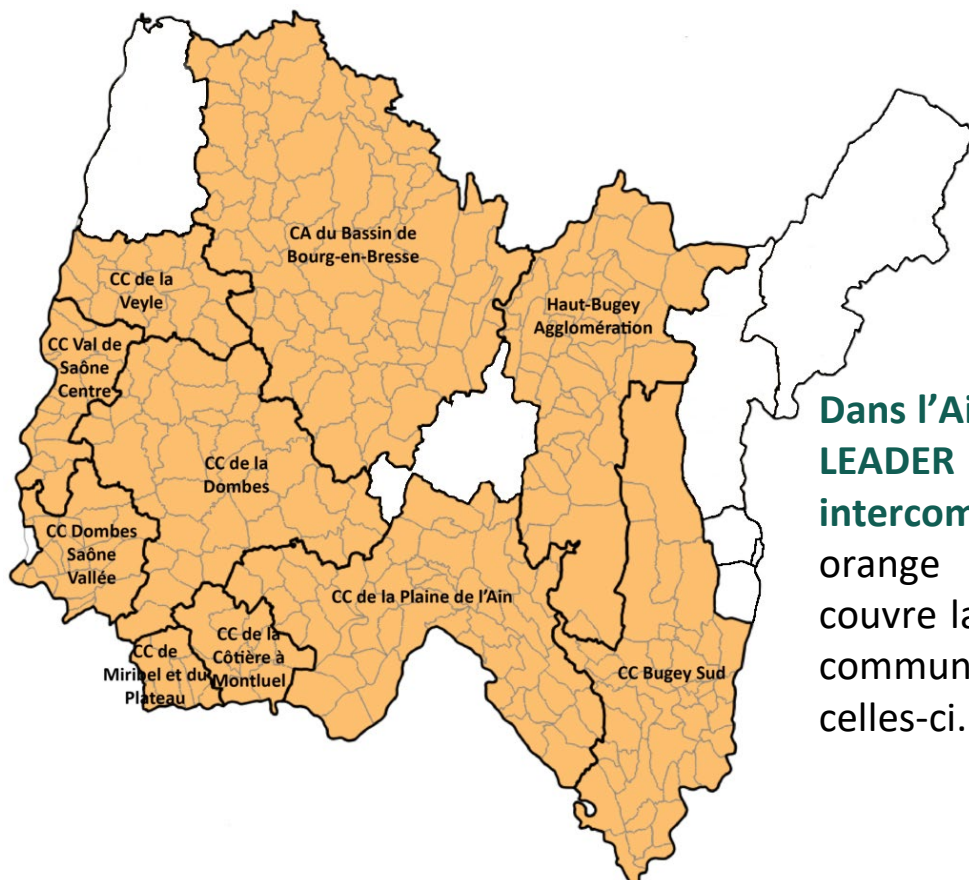 CA du Bassin de
Bourg-en-Bresse
CC de la
Veyle
Haut-Bugey
Agglomération
CC Val de
Saône
Centre
CC de la
Dombes
CC Dombes
Saône
Vallée
CC de la Plaine de l'Ain
CC de la
Côtière à
Montluel
CC de
Miribel et du
Plateau
CC Bugey Sud
Dans l'Ai
LEADER
intercom
orange
couvre la
commun
celles-ci.